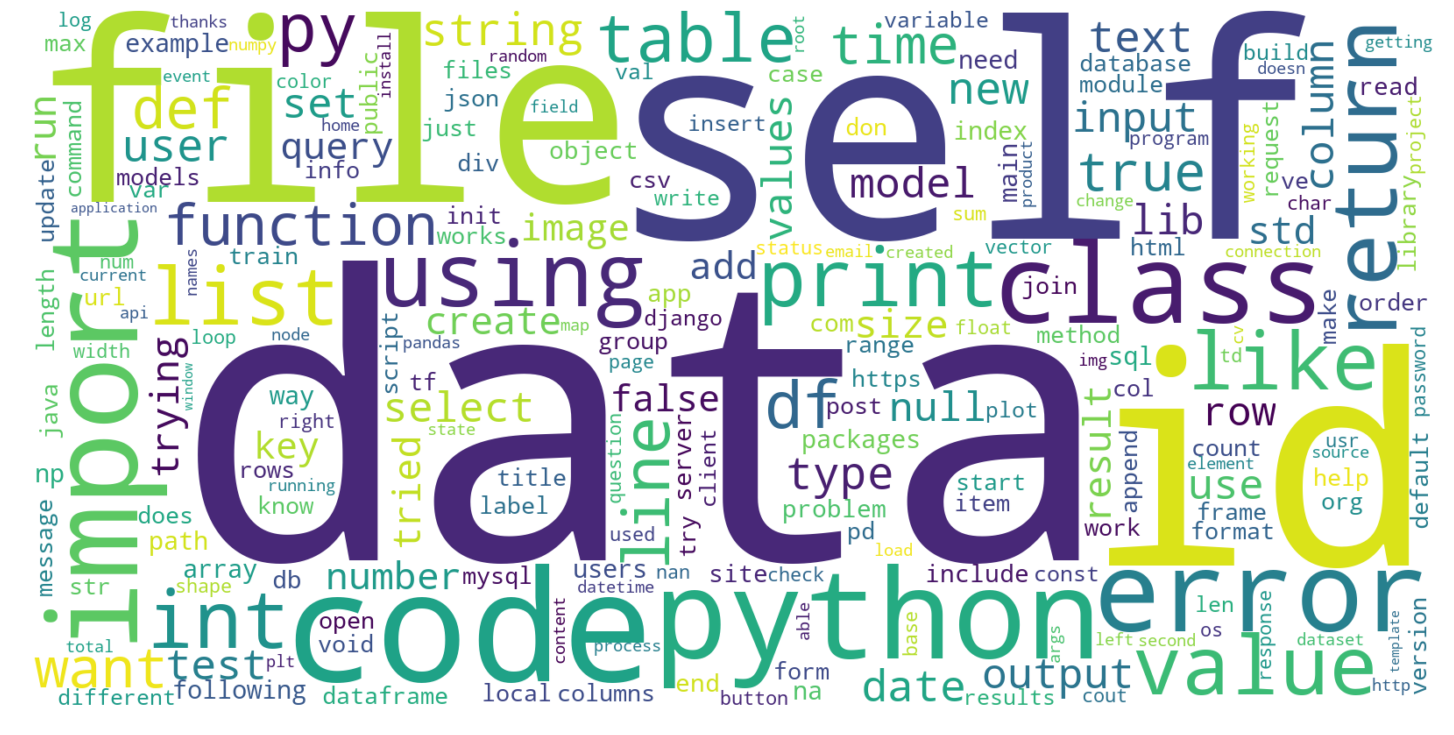 log
thanks
max
example
numpy
py
string
table
time
variable
text
build
getting
root
need
database
doesn
files
random
val
case
module
read
event
color
public
install
json
field
new
file
self
def
set
home
user
query
info
just
object
div
insert
don
values
index
input
program
request
column
return
run
command
update
models
var
csv
write
model
main
product
true
working
ve
char
library
project
application
function
init
works
image
sum
change
lib
std
import
num
current
names
train
using
add
status
email
created
vector
html
connection
print
class
join
length
url
api
list
loop
node
script
pandas
create
map
app
django
group
page
com
size
float
range
method
make
order
width
window
java
trying
way
right
tf
select
state
false
df
https
post
null
plot
img
sql
cv
td
col
like
row
password
default
data
id
key
rows
running
know
tried
title
label
line
question
server
client
try
packages
type
problem
start
item
result
append
count
element
use
usr
source
help
org
np
message
does
path
used
pd
load
work
frame
format
array
str
shape
db
number
mysql
users
datetime
nan
site
check
include
const
error
total
int
open
void
code
content
process
python
able
base
args
left
second
len
os
response
dataset
template
version
want
test
plt
different
following
dataframe
local
columns
end
button
form
na
date
results
output
cout
value
http